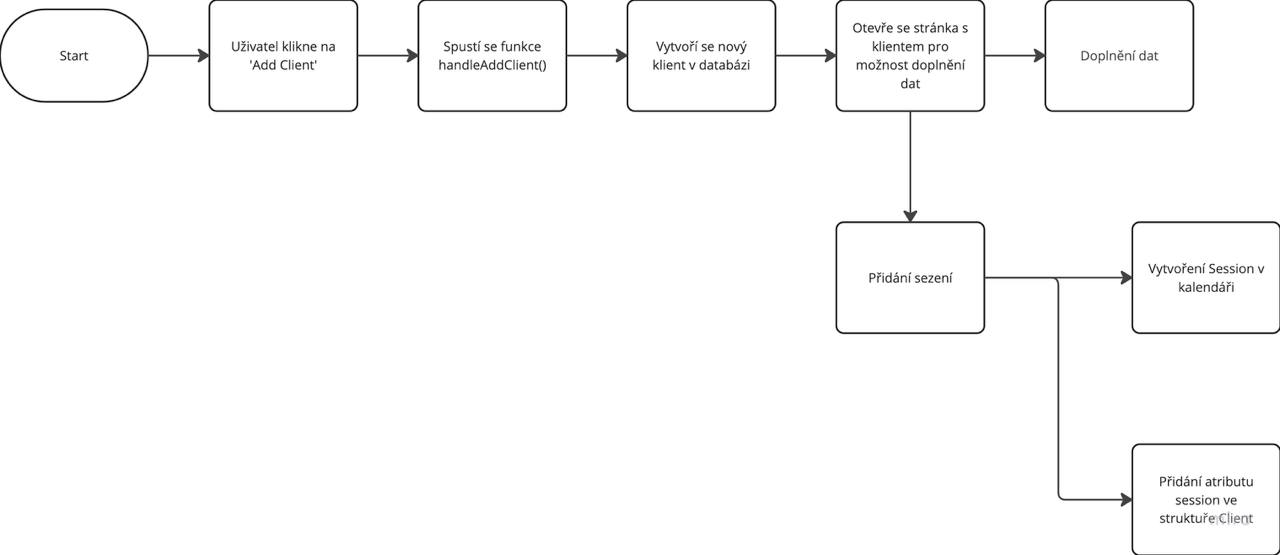 Start
Uživatel klikne na
'Add Client'
Spustí se funkce
handleAddClient()
Vytvoří se nový
klient v databázi
Otevře se stránka s
klientem pro
možnost doplnění
dat
Doplnění dat
Přidání sezení
Vytvoření Session v
kalendáři
Přidání atributu
session ve
struktuře Client
miro